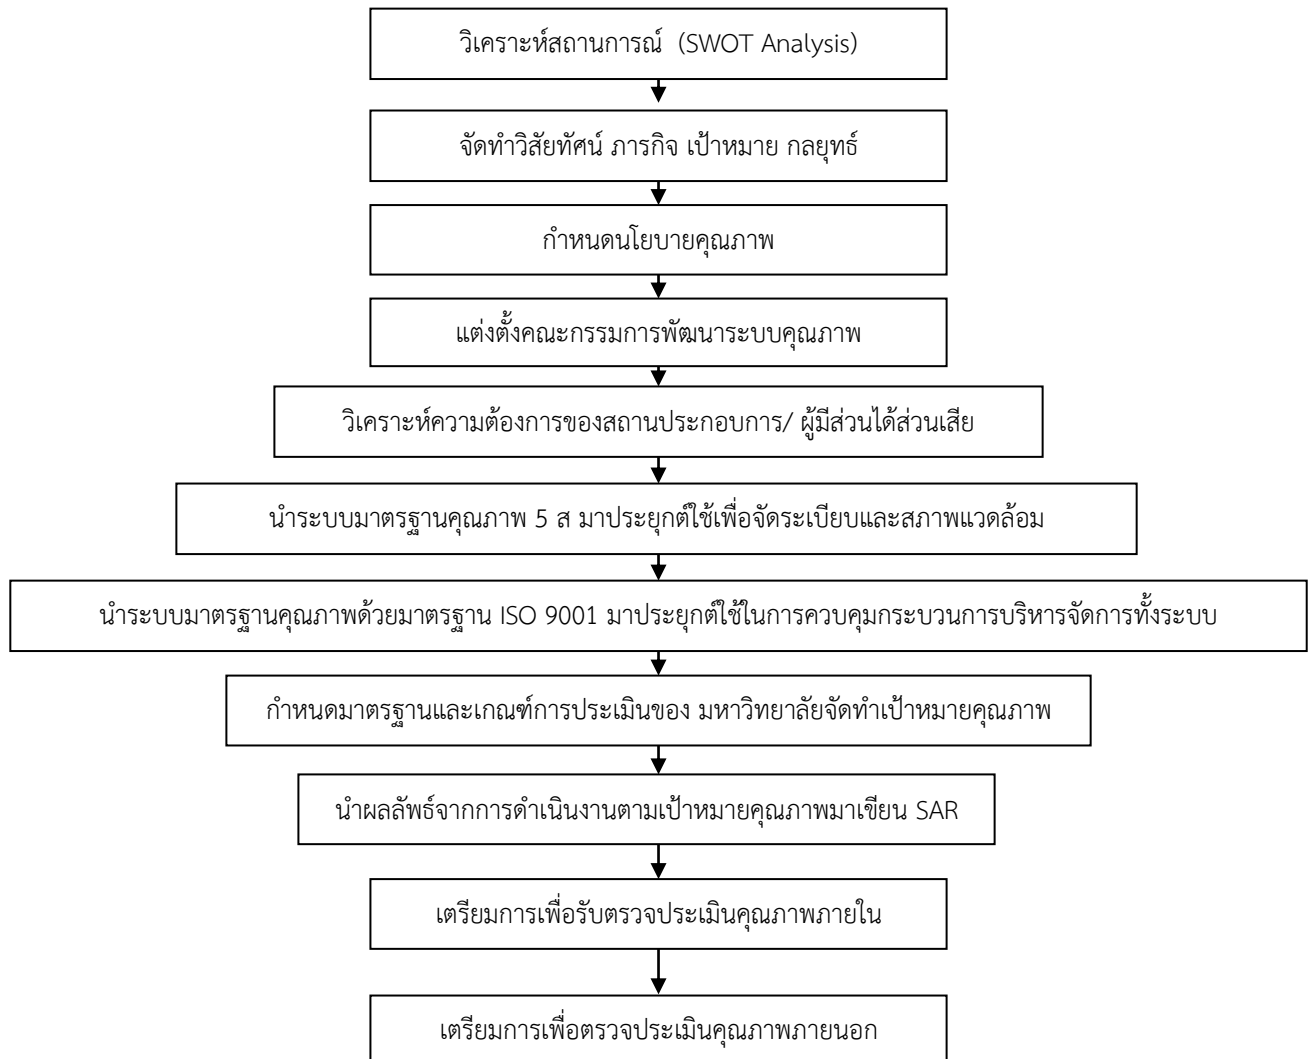 วิเคราะห์สถานการณ์ (SWOT Analysis)
จัดทำวิสัยทัศน์ ภารกิจ เป้าหมาย กลยุทธ์
กำหนดนโยบายคุณภาพ
แต่งตั้งคณะกรรมการพัฒนาระบบคุณภาพ
วิเคราะห์ความต้องการของสถานประกอบการ/ ผู้มีส่วนได้ส่วนเสีย
นำระบบมาตรฐานคุณภาพ 5 ส มาประยุกต์ใช้เพื่อจัดระเบียบและสภาพแวดล้อม
นำระบบมาตรฐานคุณภาพด้วยมาตรฐาน ISO 9001 มาประยุกต์ใช้ในการควบคุมกระบวนการบริหารจัดการทั้งระบบ
กำหนดมาตรฐานและเกณฑ์การประเมินของ มหาวิทยาลัยจัดทำเป้าหมายคุณภาพ
นำผลลัพธ์จากการดำเนินงานตามเป้าหมายคุณภาพมาเขียน SAR
เตรียมการเพื่อรับตรวจประเมินคุณภาพภายใน
เตรียมการเพื่อตรวจประเมินคุณภาพภายนอก